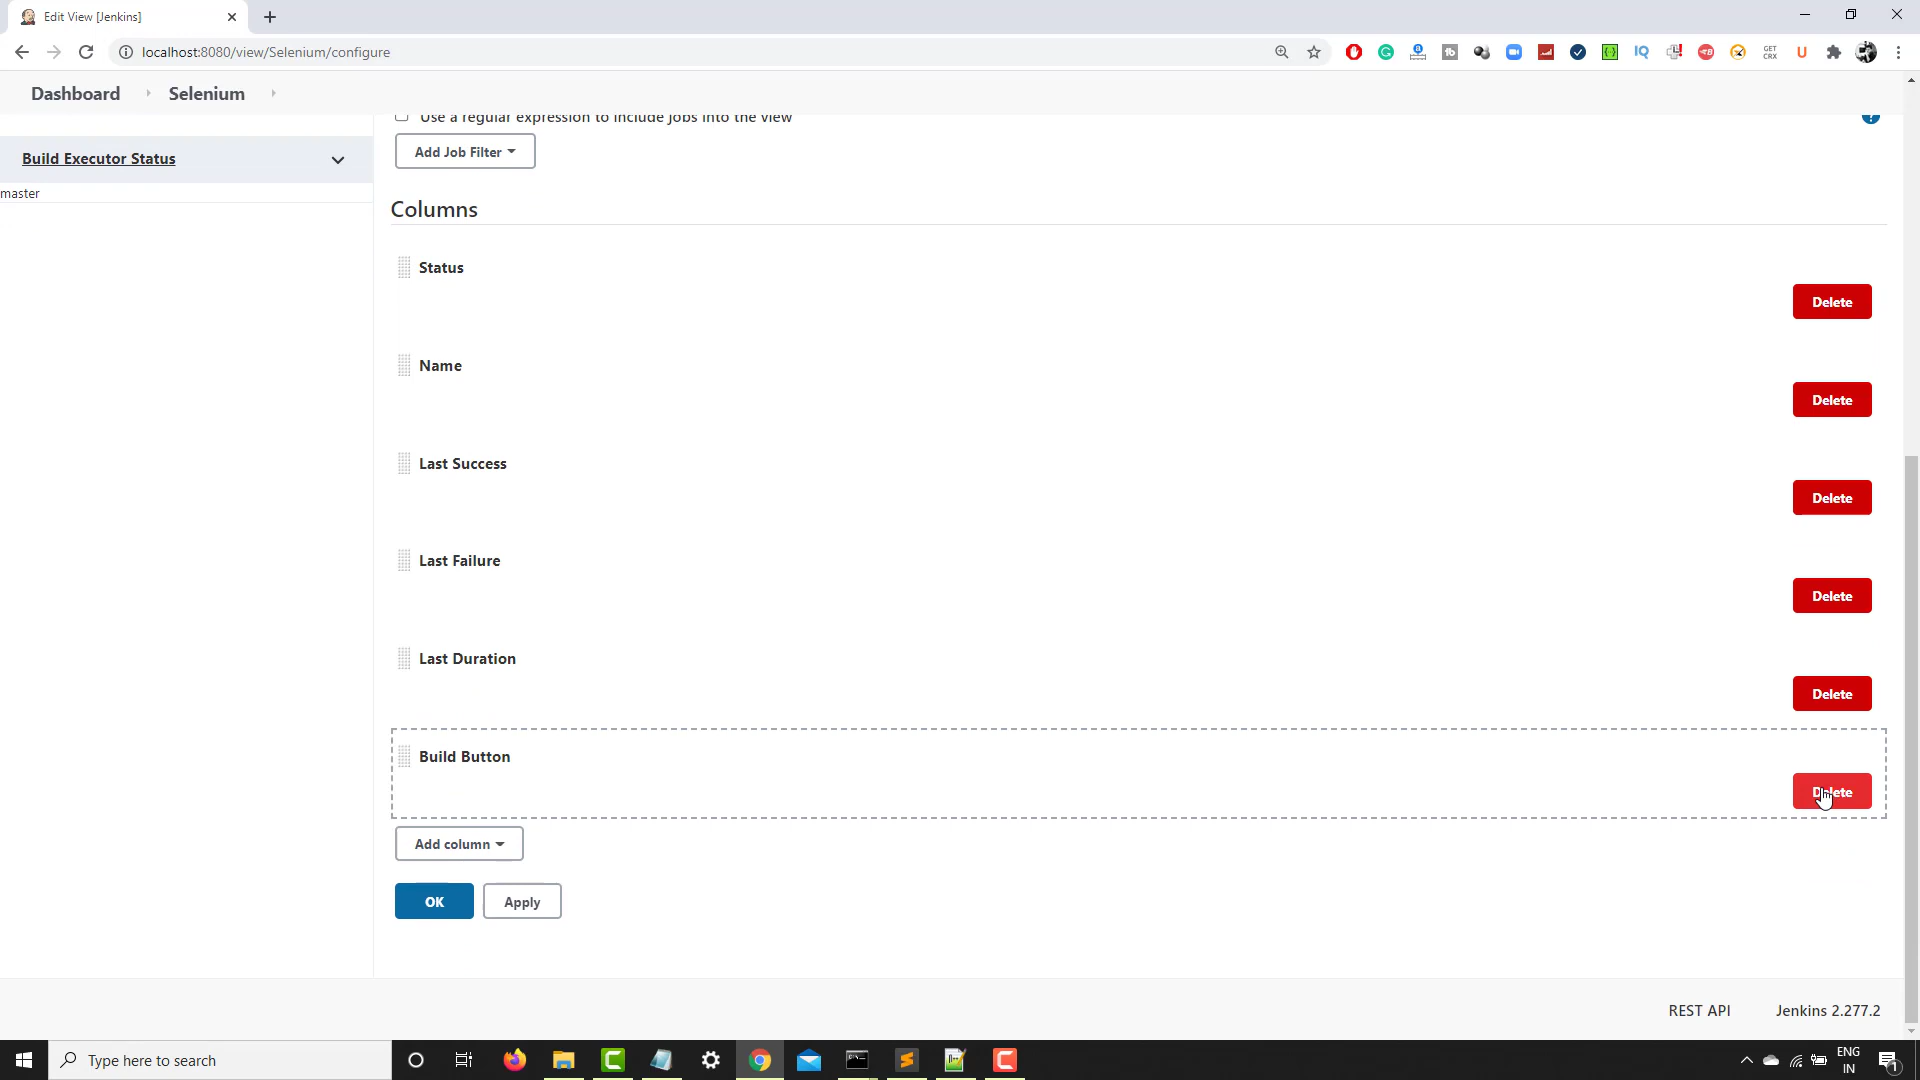 Edit View [Jenkins]
localhost:8080/view/Selenium/configure
GET
CRX
Dashboard
Selenium
Use a regular expression to include jobs into the view
Build Executor Status
Add Job Filter
master
Columns
Status
Delete
Name
Delete
Last Success
Delete
Last Failure
Delete
Last Duration
Delete
Build Button
Delete
Add column
OK
Apply
REST API
Jenkins 2.277.2
Type here to search
ENG
IN
1